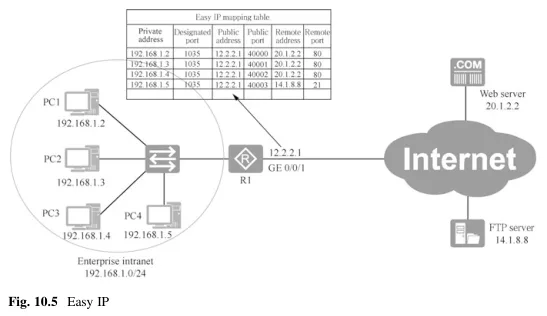 Easy IP mapping table
Private address Designated port Public address Public port Remote address Remote port
192.168.1.2 1035 12.2.2.1 40000 20.1.2.2 80
192.168.1.3 1035 12.2.2.1 40001 20.1.2.2 80
192.168.1.4 1035 12.2.2.1 40002 20.1.2.2 80
192.168.1.5 1035 12.2.2.1 40003 14.1.8.8 21
.COM
Web server
20.1.2.2
PC1
192.168.1.2
PC2
192.168.1.3
PC3
192.168.1.4
PC4
192.168.1.5
R
R1
12.2.2.1
GE 0/0/1
Internet
FTP server
14.1.8.8
Enterprise intranet
192.168.1.0/24
Fig. 10.5 Easy IP